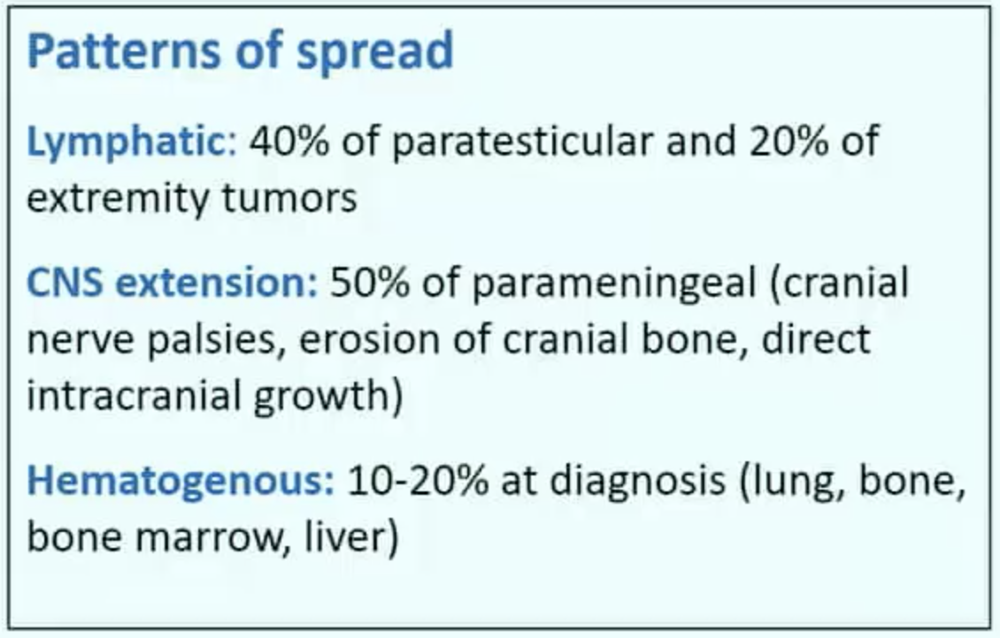 Patterns of spread
Lymphatic: 40% of paratesticular and 20% of
extremity tumors
CNS extension: 50% of parameningeal (cranial
nerve palsies, erosion of cranial bone, direct
intracranial growth)
Hematogenous: 10-20% at diagnosis (lung, bone,
bone marrow, liver)